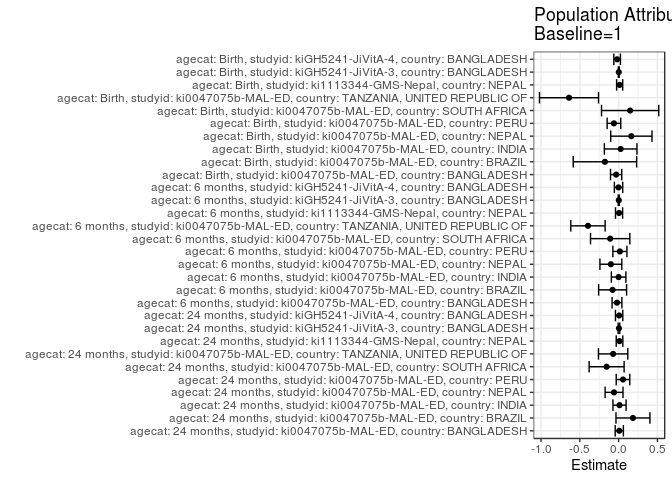 Population Attribu
Baseline=1
agecat: Birth, studyid: kiGH5241-JiVitA-4, country: BANGLADESH
agecat: Birth, studyid: kiGH5241-JiVitA-3, country: BANGLADESH
agecat: Birth, studyid: ki1113344-GMS-Nepal, country: NEPAL
agecat: Birth, studyid: ki0047075b-MAL-ED, country: TANZANIA, UNITED REPUBLIC OF
agecat: Birth, studyid: ki0047075b-MAL-ED, country: SOUTH AFRICA
agecat: Birth, studyid: ki0047075b-MAL-ED, country: PERU
agecat: Birth, studyid: ki0047075b-MAL-ED, country: NEPAL
agecat: Birth, studyid: ki0047075b-MAL-ED, country: INDIA
agecat: Birth, studyid: ki0047075b-MAL-ED, country: BRAZIL
agecat: Birth, studyid: ki0047075b-MAL-ED, country: BANGLADESH
agecat: 6 months, studyid: kiGH5241-JiVitA-4, country: BANGLADESH
agecat: 6 months, studyid: kiGH5241-JiVitA-3, country: BANGLADESH
agecat: 6 months, studyid: ki1113344-GMS-Nepal, country: NEPAL
agecat: 6 months, studyid: ki0047075b-MAL-ED, country: TANZANIA, UNITED REPUBLIC OF
agecat: 6 months, studyid: ki0047075b-MAL-ED, country: SOUTH AFRICA
agecat: 6 months, studyid: ki0047075b-MAL-ED, country: PERU
agecat: 6 months, studyid: ki0047075b-MAL-ED, country: NEPAL
agecat: 6 months, studyid: ki0047075b-MAL-ED, country: INDIA
agecat: 6 months, studyid: ki0047075b-MAL-ED, country: BRAZIL
agecat: 6 months, studyid: ki0047075b-MAL-ED, country: BANGLADESH
agecat: 24 months, studyid: kiGH5241-JiVitA-4, country: BANGLADESH
agecat: 24 months, studyid: kiGH5241-JiVitA-3, country: BANGLADESH
agecat: 24 months, studyid: ki1113344-GMS-Nepal, country: NEPAL
agecat: 24 months, studyid: ki0047075b-MAL-ED, country: TANZANIA, UNITED REPUBLIC OF
agecat: 24 months, studyid: ki0047075b-MAL-ED, country: SOUTH AFRICA
agecat: 24 months, studyid: ki0047075b-MAL-ED, country: PERU
agecat: 24 months, studyid: ki0047075b-MAL-ED, country: NEPAL
agecat: 24 months, studyid: ki0047075b-MAL-ED, country: INDIA
agecat: 24 months, studyid: ki0047075b-MAL-ED, country: BRAZIL
agecat: 24 months, studyid: ki0047075b-MAL-ED, country: BANGLADESH
-1.0 -0.5 0.0 0.5
Estimate